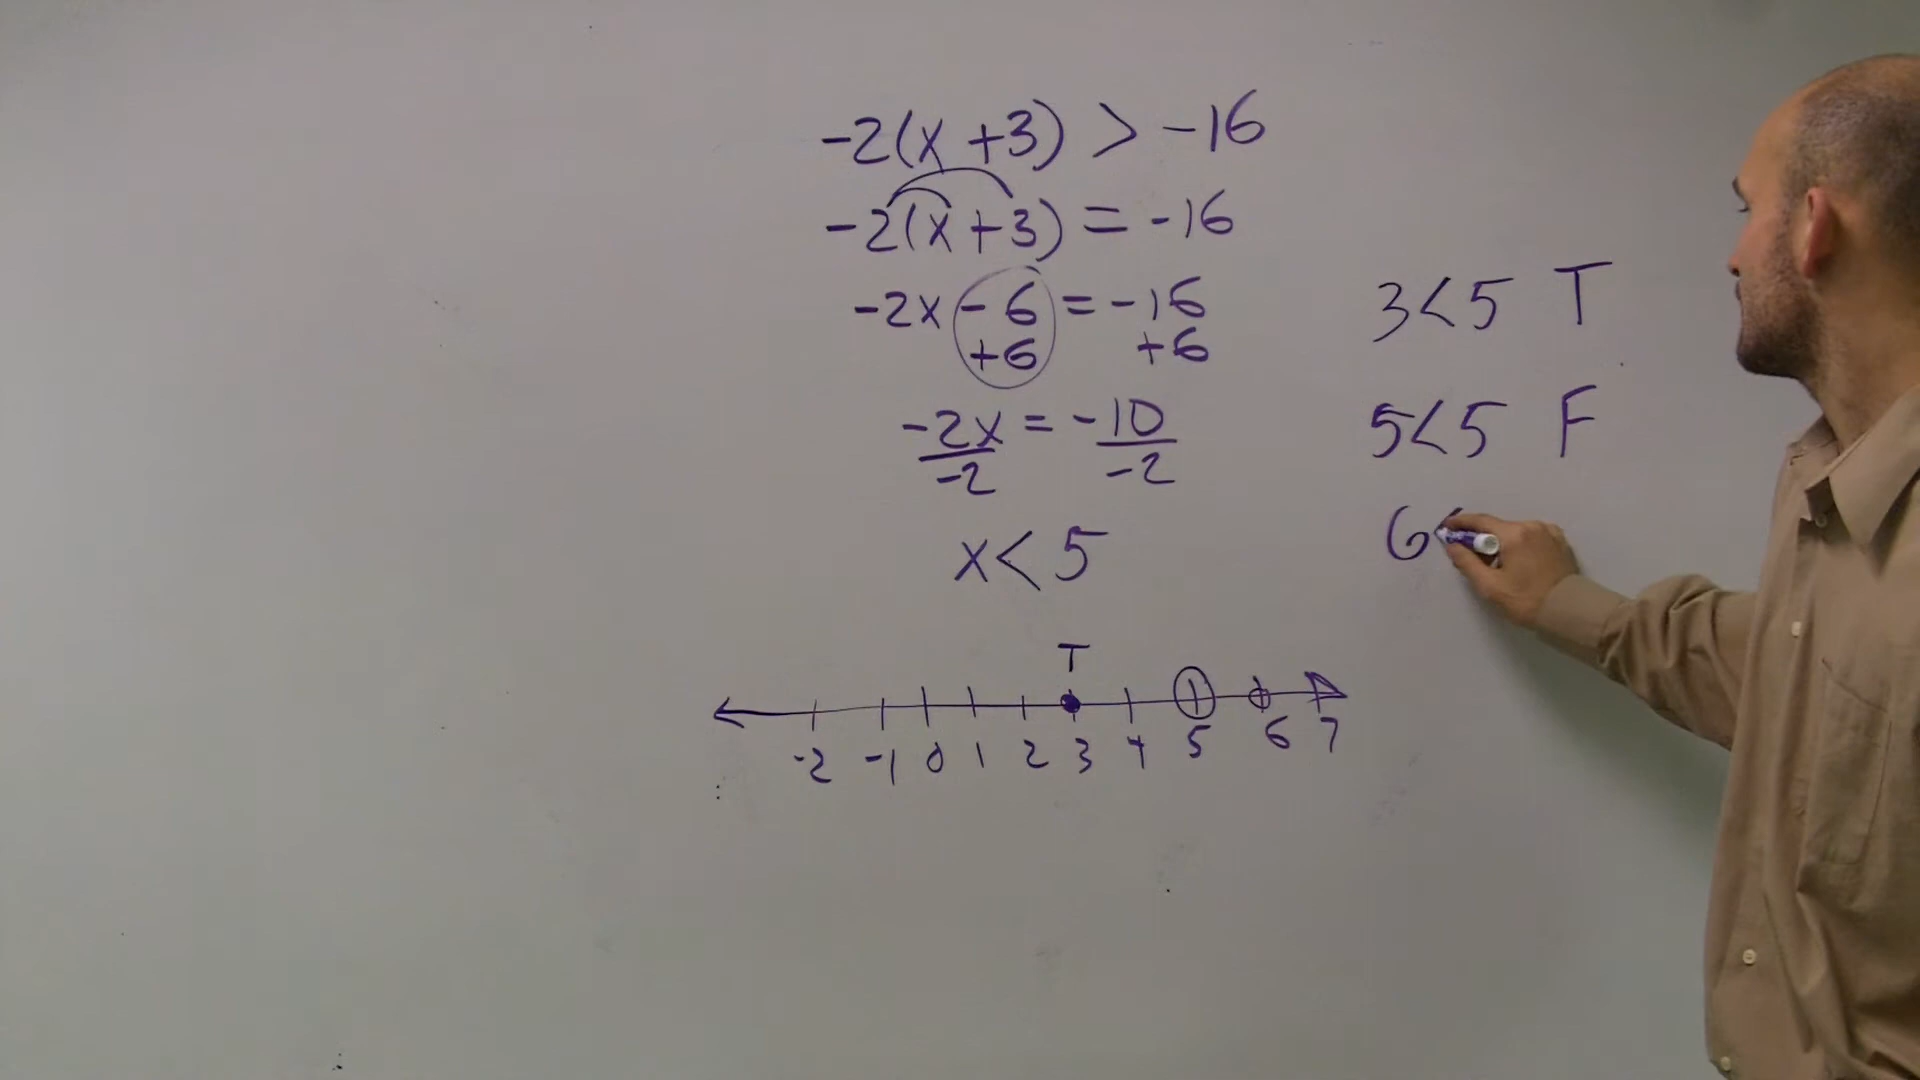 -2(x+3) > -16
-2(x+3) = -16
-2x - 6 = -16
+6 +6
-2x = -10
-2 -2
x < 5
3 < 5 T
5 < 5 F
6 <
T
-2 -1 0 1 2 3 4 5 6 7